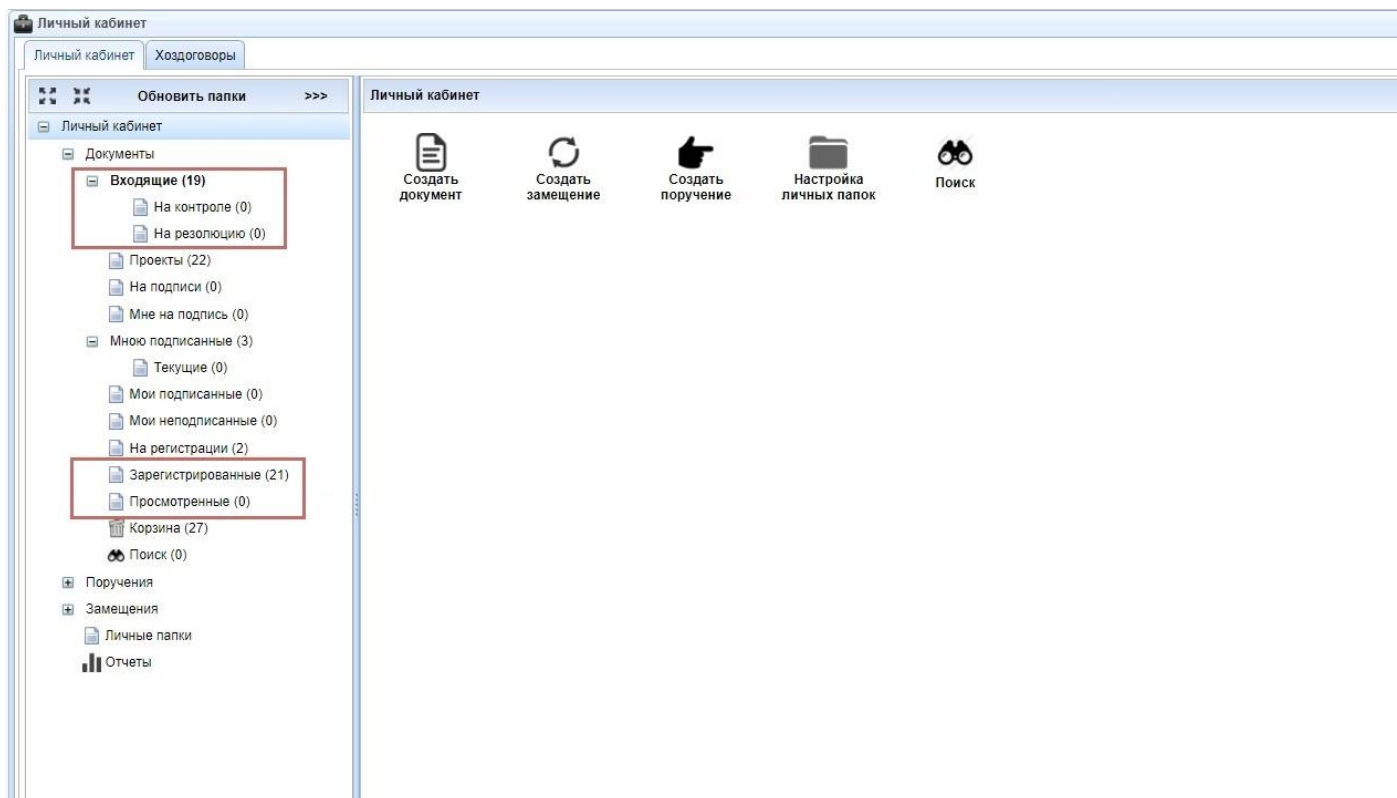 Личный кабинет
Личный кабинет Хоздоговоры
Обновить папки >>>
Личный кабинет
Документы
Входящие (19)
На контроле (0)
На резолюцию (0)
Проекты (22)
На подписи (0)
Мне на подпись (0)
Мною подписанные (3)
Текущие (0)
Мои подписанные (0)
Мои неподписанные (0)
На регистрации (2)
Зарегистрированные (21)
Просмотренные (0)
Корзина (27)
Поиск (0)
Поручения
Замещения
Личные папки
Отчеты
Личный кабинет
Создать
документ
Создать
замещение
Создать
поручение
Настройка
личных папок
Поиск